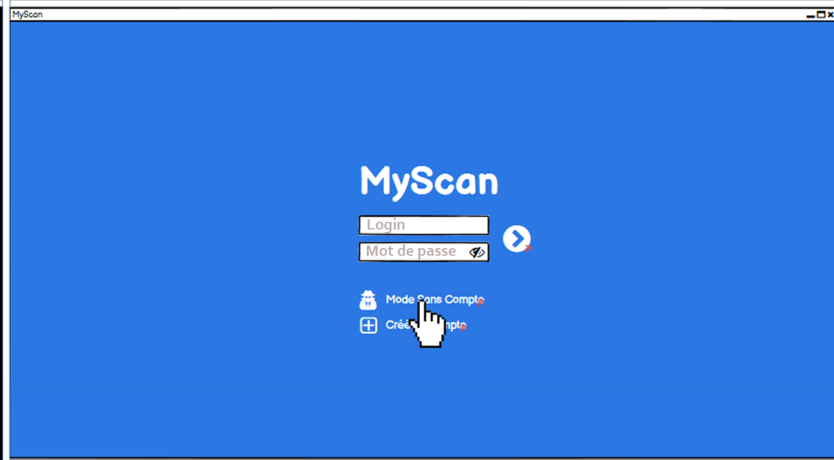 MyScan
MyScan
Login
Mot de passe
M
Mode Sans Compte